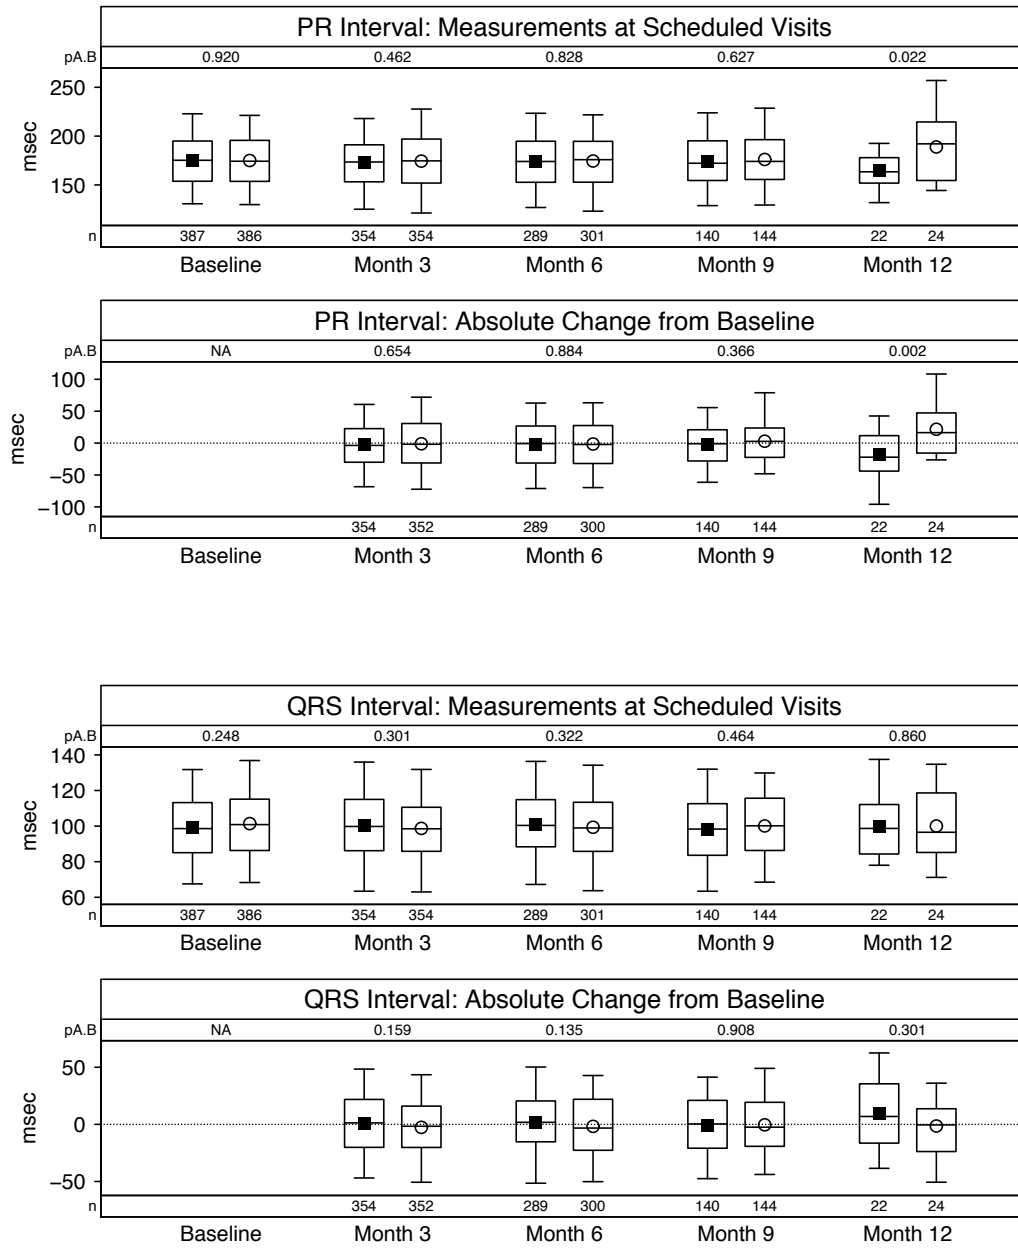 PR Interval: Measurements at Scheduled Visits
pA.B 0.920 0.462 0.828 0.627 0.022
250
200
150
msec
n 387 386 354 354 289 301 140 144 22 24
Baseline Month 3 Month 6 Month 9 Month 12
PR Interval: Absolute Change from Baseline
pA.B NA 0.654 0.884 0.366 0.002
100
50
0
−50
−100
msec
n 354 352 289 300 140 144 22 24
Baseline Month 3 Month 6 Month 9 Month 12
QRS Interval: Measurements at Scheduled Visits
pA.B 0.248 0.301 0.322 0.464 0.860
140
120
100
80
60
msec
n 387 386 354 354 289 301 140 144 22 24
Baseline Month 3 Month 6 Month 9 Month 12
QRS Interval: Absolute Change from Baseline
pA.B NA 0.159 0.135 0.908 0.301
50
0
−50
msec
n 354 352 289 300 140 144 22 24
Baseline Month 3 Month 6 Month 9 Month 12